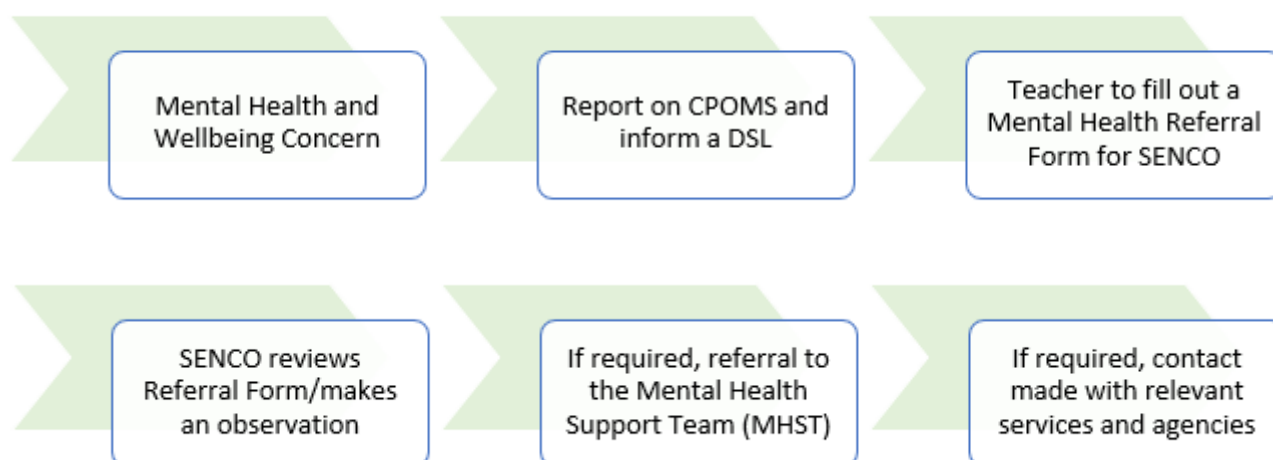 Mental Health and
Wellbeing Concern
Report on CPOMS and
inform a DSL
Teacher to fill out a
Mental Health Referral
Form for SENCO
SENCO reviews
Referral Form/makes
an observation
If required, referral to
the Mental Health
Support Team (MHST)
If required, contact
made with relevant
services and agencies